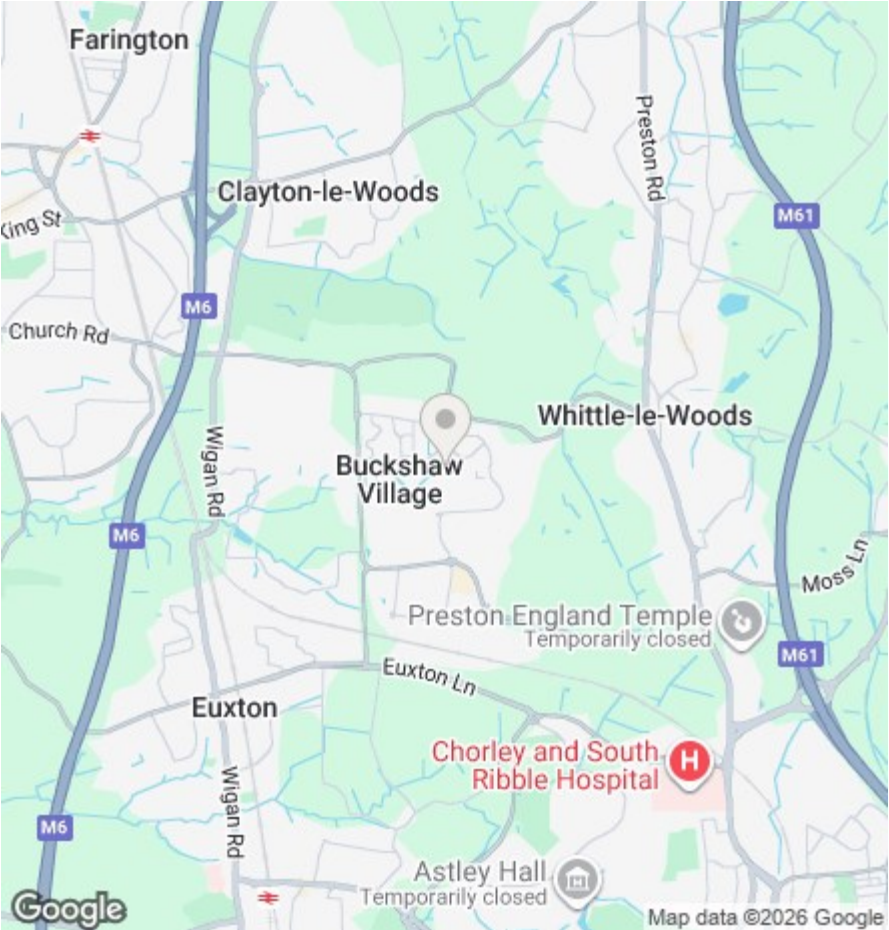 Farington
Preston Rd
Clayton-le-Woods
M61
King St
M6
Church Rd
Whittle-le-Woods
Wigan Rd
Buckshaw
Village
M6
Moss Ln
Preston England Temple
Temporarily closed
M61
Euxton Ln
Euxton
Chorley and South
Ribble Hospital
H
Wigan Rd
M6
Astley Hall
Temporarily closed
Google
Map data ©2026 Google